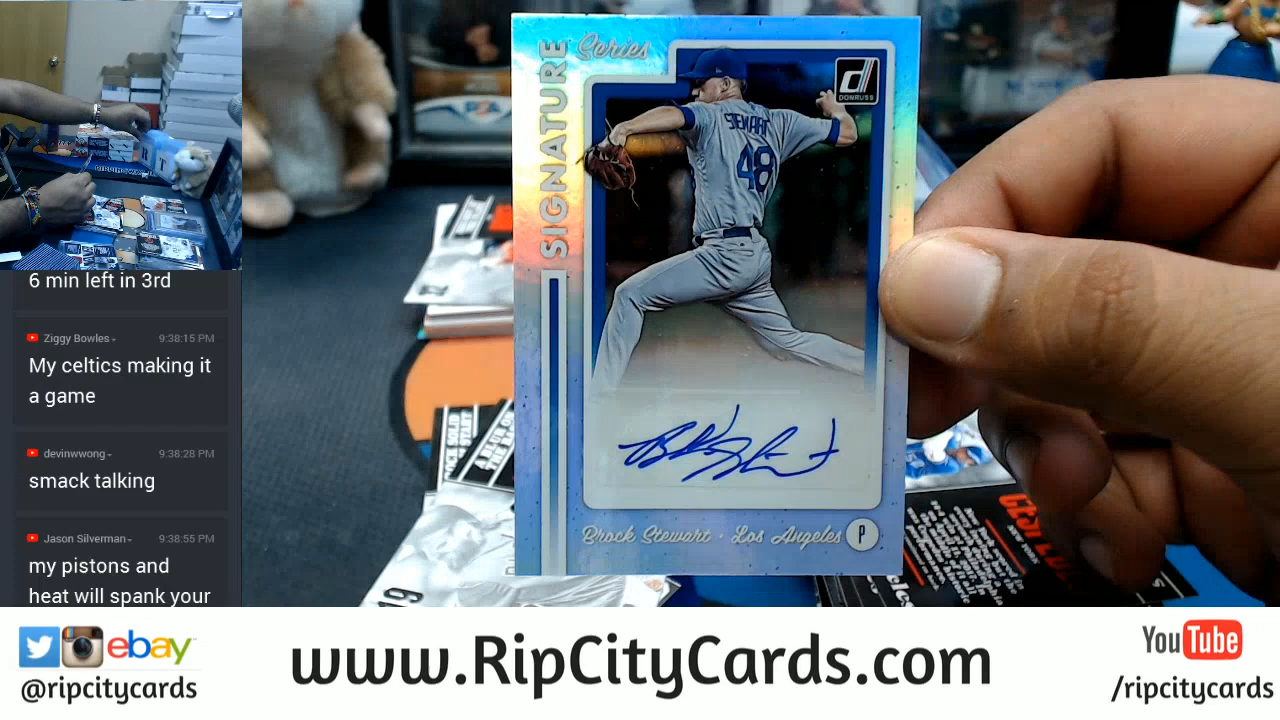 6 min left in 3rd
Ziggy Bowles 9:38:15 PM
My celtics making it
a game
devinwwong 9:38:28 PM
smack talking
Jason Silverman 9:38:55 PM
my pistons and
heat will spank your
SIGNATURE Series
DONRUSS
STEWART
48
Brock Stewart · Los Angeles P
19
ebay
@ripcitycards
www.RipCityCards.com
YouTube
/ripcitycards